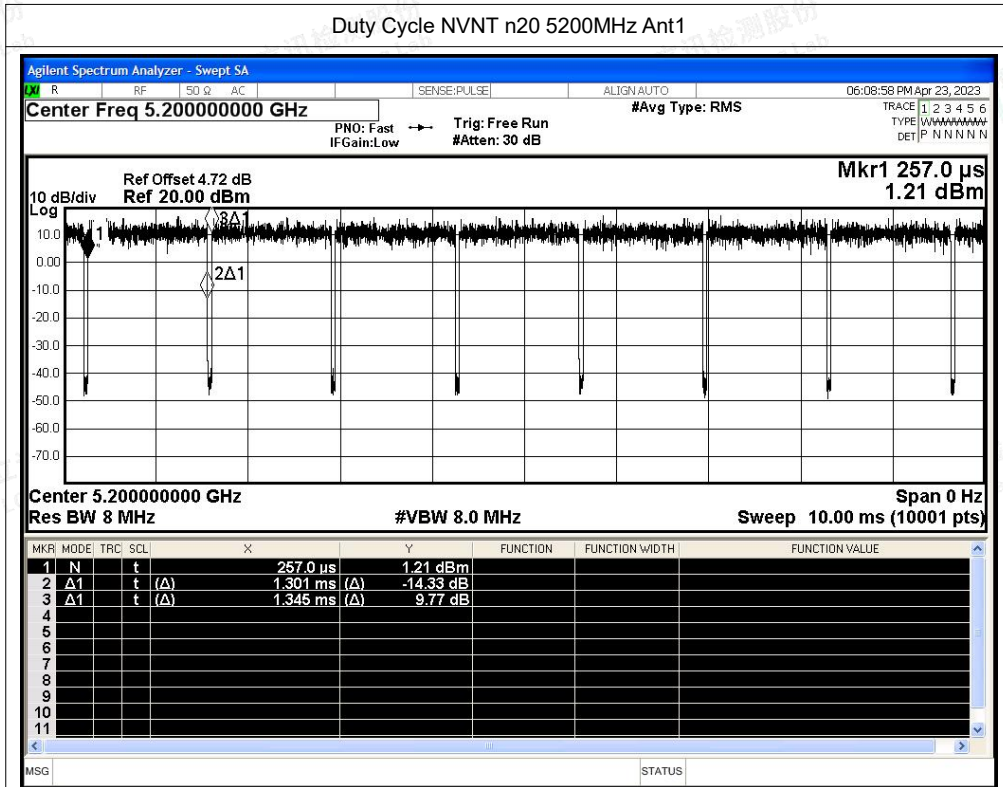 Duty Cycle NVNT n20 5200MHz Ant1
Agilent Spectrum Analyzer - Swept SA
LXI R RF 50 Ω AC SENSE:PULSE ALIGN AUTO 06:08:58 PM Apr 23, 2023
Center Freq 5.200000000 GHz #Avg Type: RMS TRACE 1 2 3 4 5 6
PNO: Fast Trig: Free Run TYPE WWWWWW
IFGain:Low #Atten: 30 dB DET P N N N N N
Mkr1 257.0 µs
Ref Offset 4.72 dB
10 dB/div Ref 20.00 dBm 1.21 dBm
Log
3Δ1
10.0
1
0.00
2Δ1
-10.0
-20.0
-30.0
-40.0
-50.0
-60.0
-70.0
Center 5.200000000 GHz Span 0 Hz
Res BW 8 MHz #VBW 8.0 MHz Sweep 10.00 ms (10001 pts)
MKR MODE TRC SCL X Y FUNCTION FUNCTION WIDTH FUNCTION VALUE
1 N t 257.0 µs 1.21 dBm
2 Δ1 t (Δ) 1.301 ms (Δ) -14.33 dB
3 Δ1 t (Δ) 1.345 ms (Δ) 9.77 dB
4
5
6
7
8
9
10
11
MSG STATUS